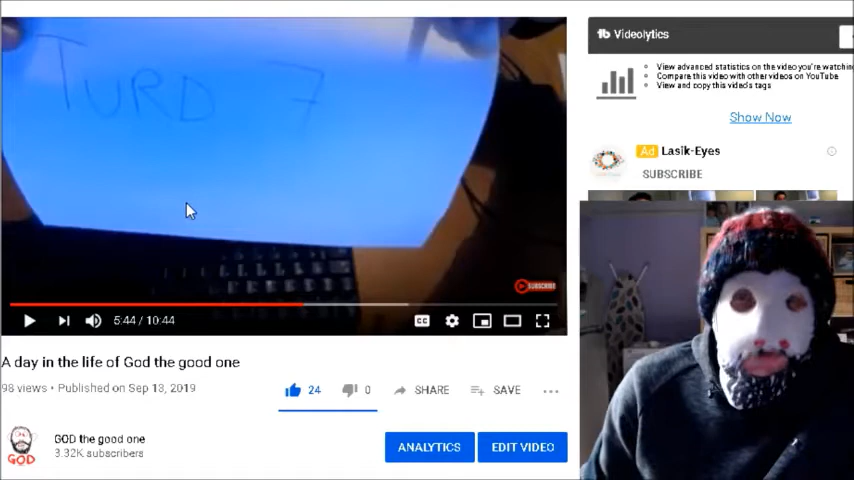 TURD 7
Videolytics
View advanced statistics on the video you're watching
Compare this video with other videos on YouTube
View and copy this video's tags
Show Now
Ad Lasik-Eyes
SUBSCRIBE
SUBSCRIBE
5:44 / 10:44
CC
A day in the life of God the good one
98 views • Published on Sep 13, 2019
24
0
SHARE
SAVE
GOD the good one
3.32K subscribers
GOD
ANALYTICS
EDIT VIDEO